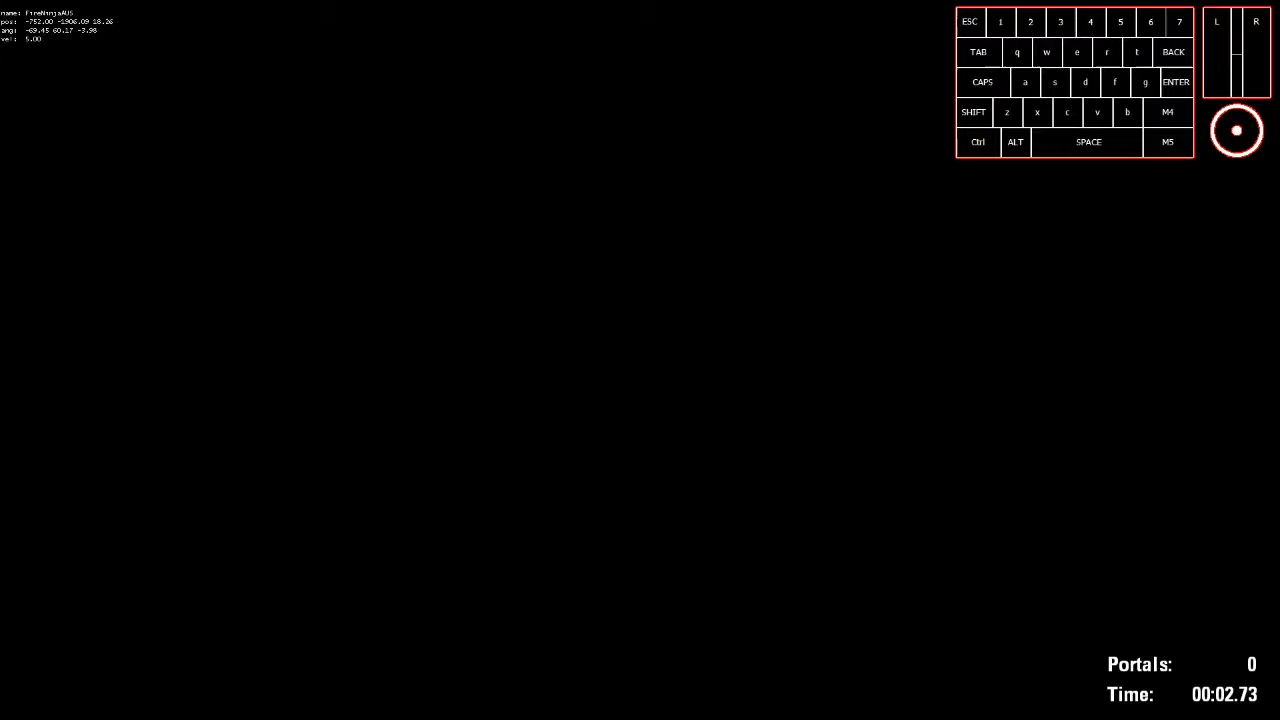 name: FireNinjaAUS
pos: -752.00 -1906.09 18.26
ang: -69.45 60.17 -3.98
vel: 5.00
ESC 1 2 3 4 5 6 7 L R
TAB q w e r t BACK
CAPS a s d f g ENTER
SHIFT z x c v b M4
Ctrl ALT SPACE M5
Portals: 0
Time: 00:02.73